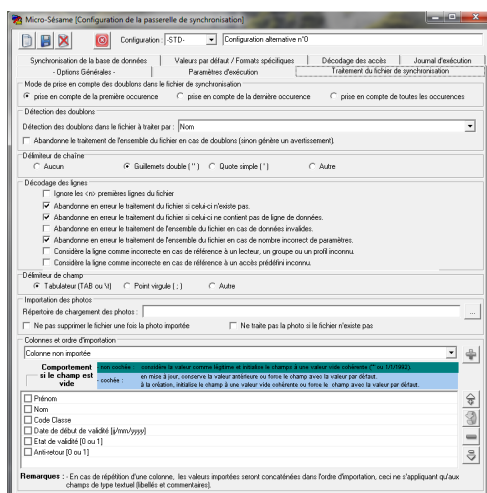 Micro-Sésame [Configuration de la passerelle de synchronisation]
Configuration : -STD- Configuration alternative n°0
Synchronisation de la base de données Valeurs par défaut / Formats spécifiques Décodage des accès Journal d'exécution
- Options Générales - Paramètres d'exécution Traitement du fichier de synchronisation
Mode de prise en compte des doublons dans le fichier de synchronisation
prise en compte de la première occurence prise en compte de la dernière occurence prise en compte de toutes les occurences
Détection des doublons
Détection des doublons dans le fichier à traiter par : Nom
Abandonne le traitement de l'ensemble du fichier en cas de doublons (sinon génère un avertissement).
Délimiteur de chaîne
Aucun Guillemets double ( " ) Quote simple ( ' ) Autre
Décodage des lignes
Ignore les <n> premières lignes du fichier
Abandonne en erreur le traitement du fichier si celui-ci n'existe pas.
Abandonne en erreur le traitement du fichier si celui-ci ne contient pas de ligne de données.
Abandonne en erreur le traitement de l'ensemble du fichier en cas de données invalides.
Abandonne en erreur le traitement de l'ensemble du fichier en cas de nombre incorrect de paramètres.
Considère la ligne comme incorrecte en cas de référence à un lecteur, un groupe ou un profil inconnu.
Considère la ligne comme incorrecte en cas de référence à un accès prédéfini inconnu.
Délimiteur de champ
Tabulateur (TAB ou \t) Point virgule ( ; ) Autre
Importation des photos
Répertoire de chargement des photos : ...
Ne pas supprimer le fichier une fois la photo importée Ne traite pas la photo si le fichier n'existe pas
Colonnes et ordre d'importation
Colonne non importée
Comportement si le champ est vide
- non cochée : considère la valeur comme légitime et initialise le champs à une valeur vide cohérente ("" ou 1/1/1992).
- cochée : en mise à jour, conserve la valeur antérieure ou force le champ avec la valeur par défaut.
à la création, initialise le champs à une valeur vide cohérente ou force le champ avec la valeur par défaut.
Prénom
Nom
Code Classe
Date de début de validité [jj/mm/yyyy]
Etat de validité [0 ou 1]
Anti-retour [0 ou 1]
Remarques : - En cas de répétition d'une colonne, les valeurs importées seront concaténées dans l'ordre d'importation, ceci ne s'appliquant qu'aux
champs de type textuel (libellés et commentaires).